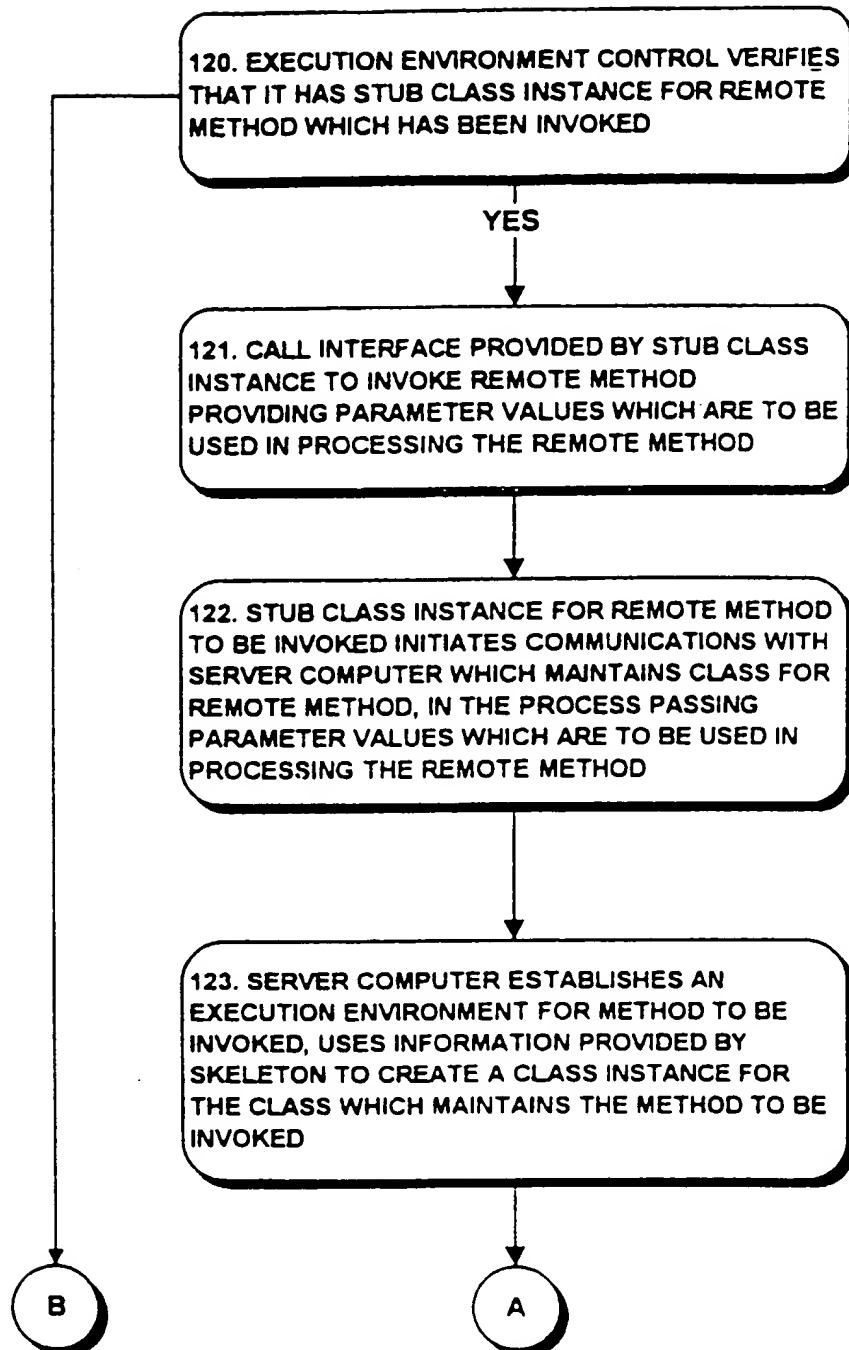 120. EXECUTION ENVIRONMENT CONTROL VERIFIES
THAT IT HAS STUB CLASS INSTANCE FOR REMOTE
METHOD WHICH HAS BEEN INVOKED
YES
121. CALL INTERFACE PROVIDED BY STUB CLASS
INSTANCE TO INVOKE REMOTE METHOD
PROVIDING PARAMETER VALUES WHICH ARE TO BE
USED IN PROCESSING THE REMOTE METHOD
122. STUB CLASS INSTANCE FOR REMOTE METHOD
TO BE INVOKED INITIATES COMMUNICATIONS WITH
SERVER COMPUTER WHICH MAINTAINS CLASS FOR
REMOTE METHOD, IN THE PROCESS PASSING
PARAMETER VALUES WHICH ARE TO BE USED IN
PROCESSING THE REMOTE METHOD
123. SERVER COMPUTER ESTABLISHES AN
EXECUTION ENVIRONMENT FOR METHOD TO BE
INVOKED, USES INFORMATION PROVIDED BY
SKELETON TO CREATE A CLASS INSTANCE FOR
THE CLASS WHICH MAINTAINS THE METHOD TO BE
INVOKED
B
A